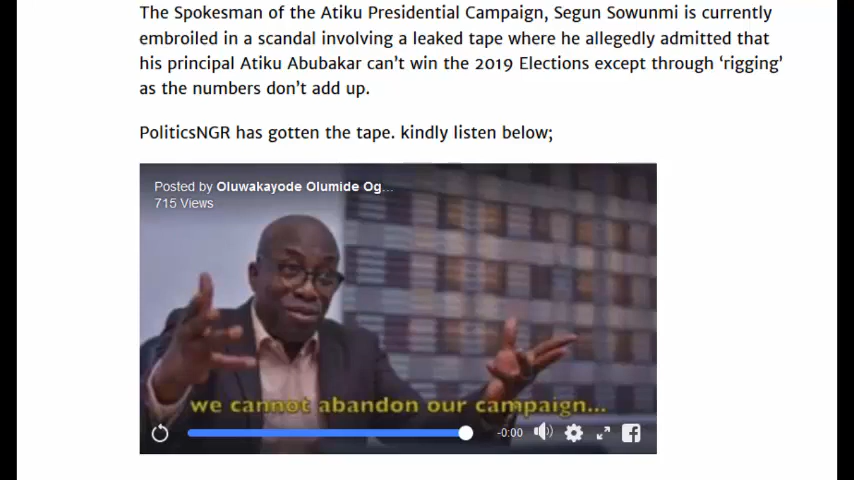 The Spokesman of the Atiku Presidential Campaign, Segun Sowunmi is currently
embroiled in a scandal involving a leaked tape where he allegedly admitted that
his principal Atiku Abubakar can’t win the 2019 Elections except through ‘rigging’
as the numbers don’t add up.
PoliticsNGR has gotten the tape. kindly listen below;
Posted by Oluwakayode Olumide Og...
715 Views
we cannot abandon our campaign...
-0:00